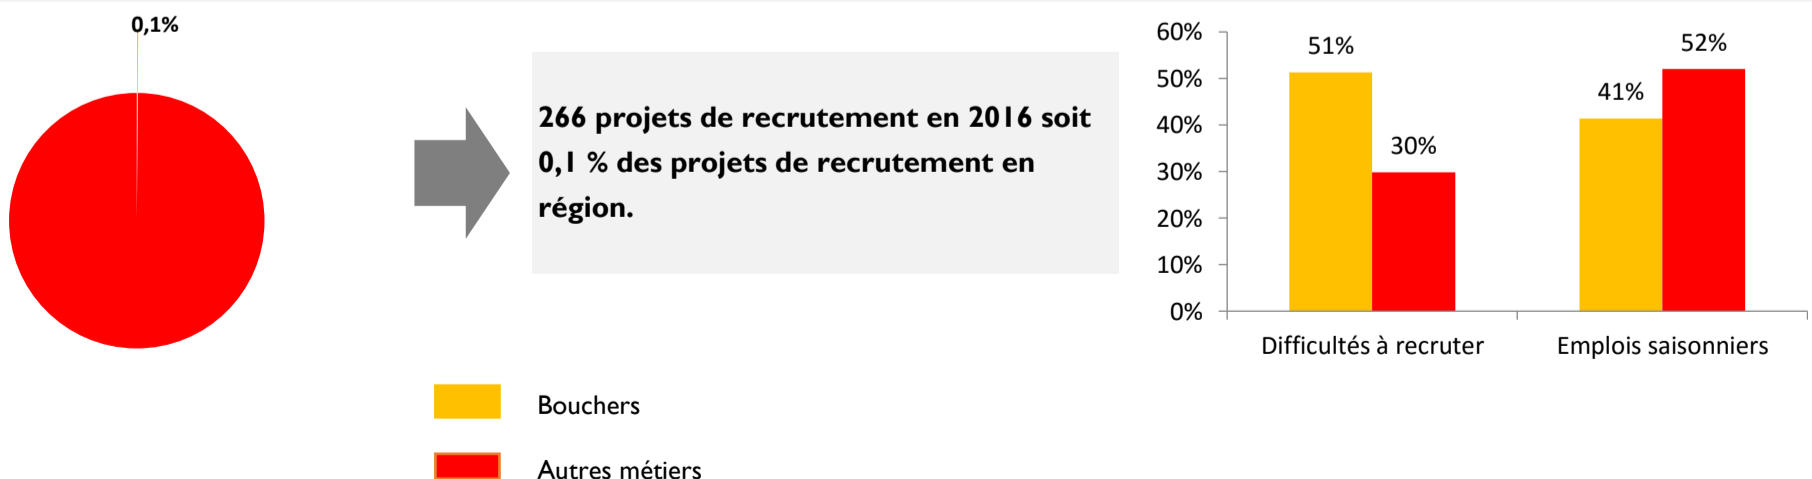 0,1%
266 projets de recrutement en 2016 soit
0,1 % des projets de recrutement en
région.
60%
50%
40%
30%
20%
10%
0%
51%
30%
41%
52%
Difficultés à recruter
Emplois saisonniers
Bouchers
Autres métiers